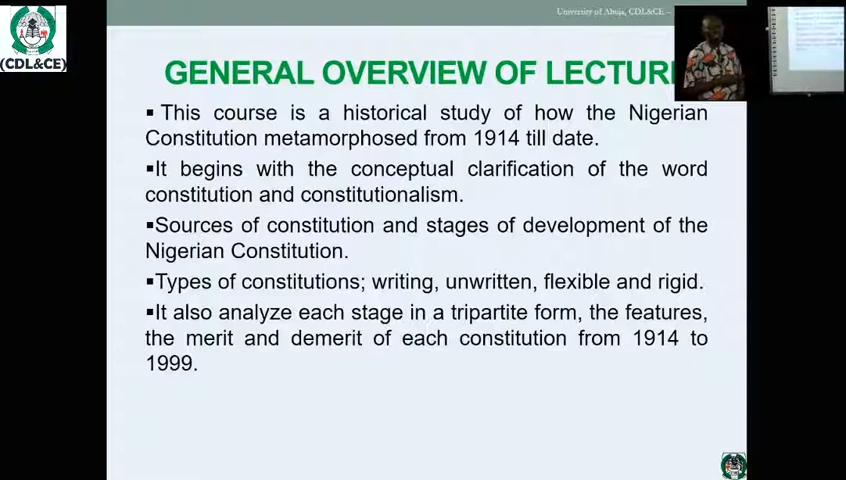 University of Abuja, CDL&CE –
(CDL&CE)
GENERAL OVERVIEW OF LECTUR
▪ This course is a historical study of how the Nigerian
Constitution metamorphosed from 1914 till date.
▪It begins with the conceptual clarification of the word
constitution and constitutionalism.
▪Sources of constitution and stages of development of the
Nigerian Constitution.
▪Types of constitutions; writing, unwritten, flexible and rigid.
▪It also analyze each stage in a tripartite form, the features,
the merit and demerit of each constitution from 1914 to
1999.